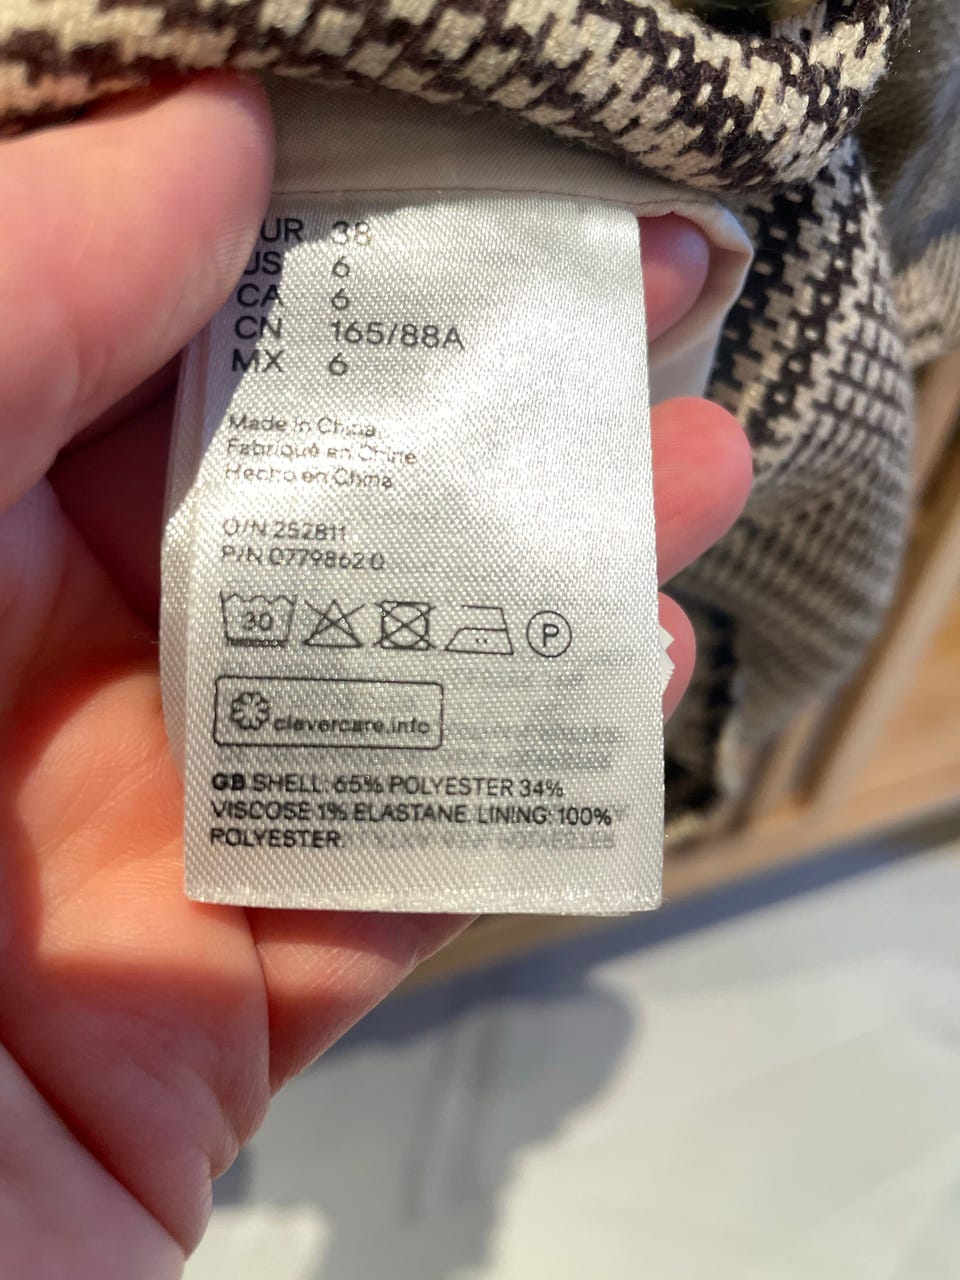 UR 38
US 6
CA 6
CN 165/88A
MX 6
Made in China
Fabriqué en Chine
Hecho en China
O/N 252811
P/N 0779862 0
30
P
clevercare.info
GB SHELL: 65% POLYESTER 34%
VISCOSE 1% ELASTANE. LINING: 100%
POLYESTER.